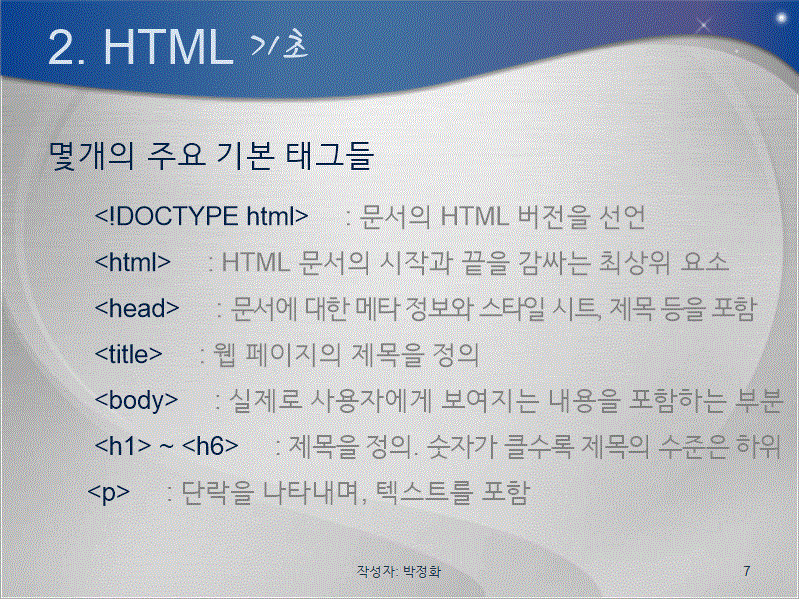 2. HTML 기초
몇개의 주요 기본 태그들
<!DOCTYPE html> : 문서의 HTML 버전을 선언
<html> : HTML 문서의 시작과 끝을 감싸는 최상위 요소
<head> : 문서에 대한 메타 정보와 스타일 시트, 제목 등을 포함
<title> : 웹 페이지의 제목을 정의
<body> : 실제로 사용자에게 보여지는 내용을 포함하는 부분
<h1> ~ <h6> : 제목을 정의. 숫자가 클수록 제목의 수준은 하위
<p> : 단락을 나타내며, 텍스트를 포함
작성자: 박정화 7